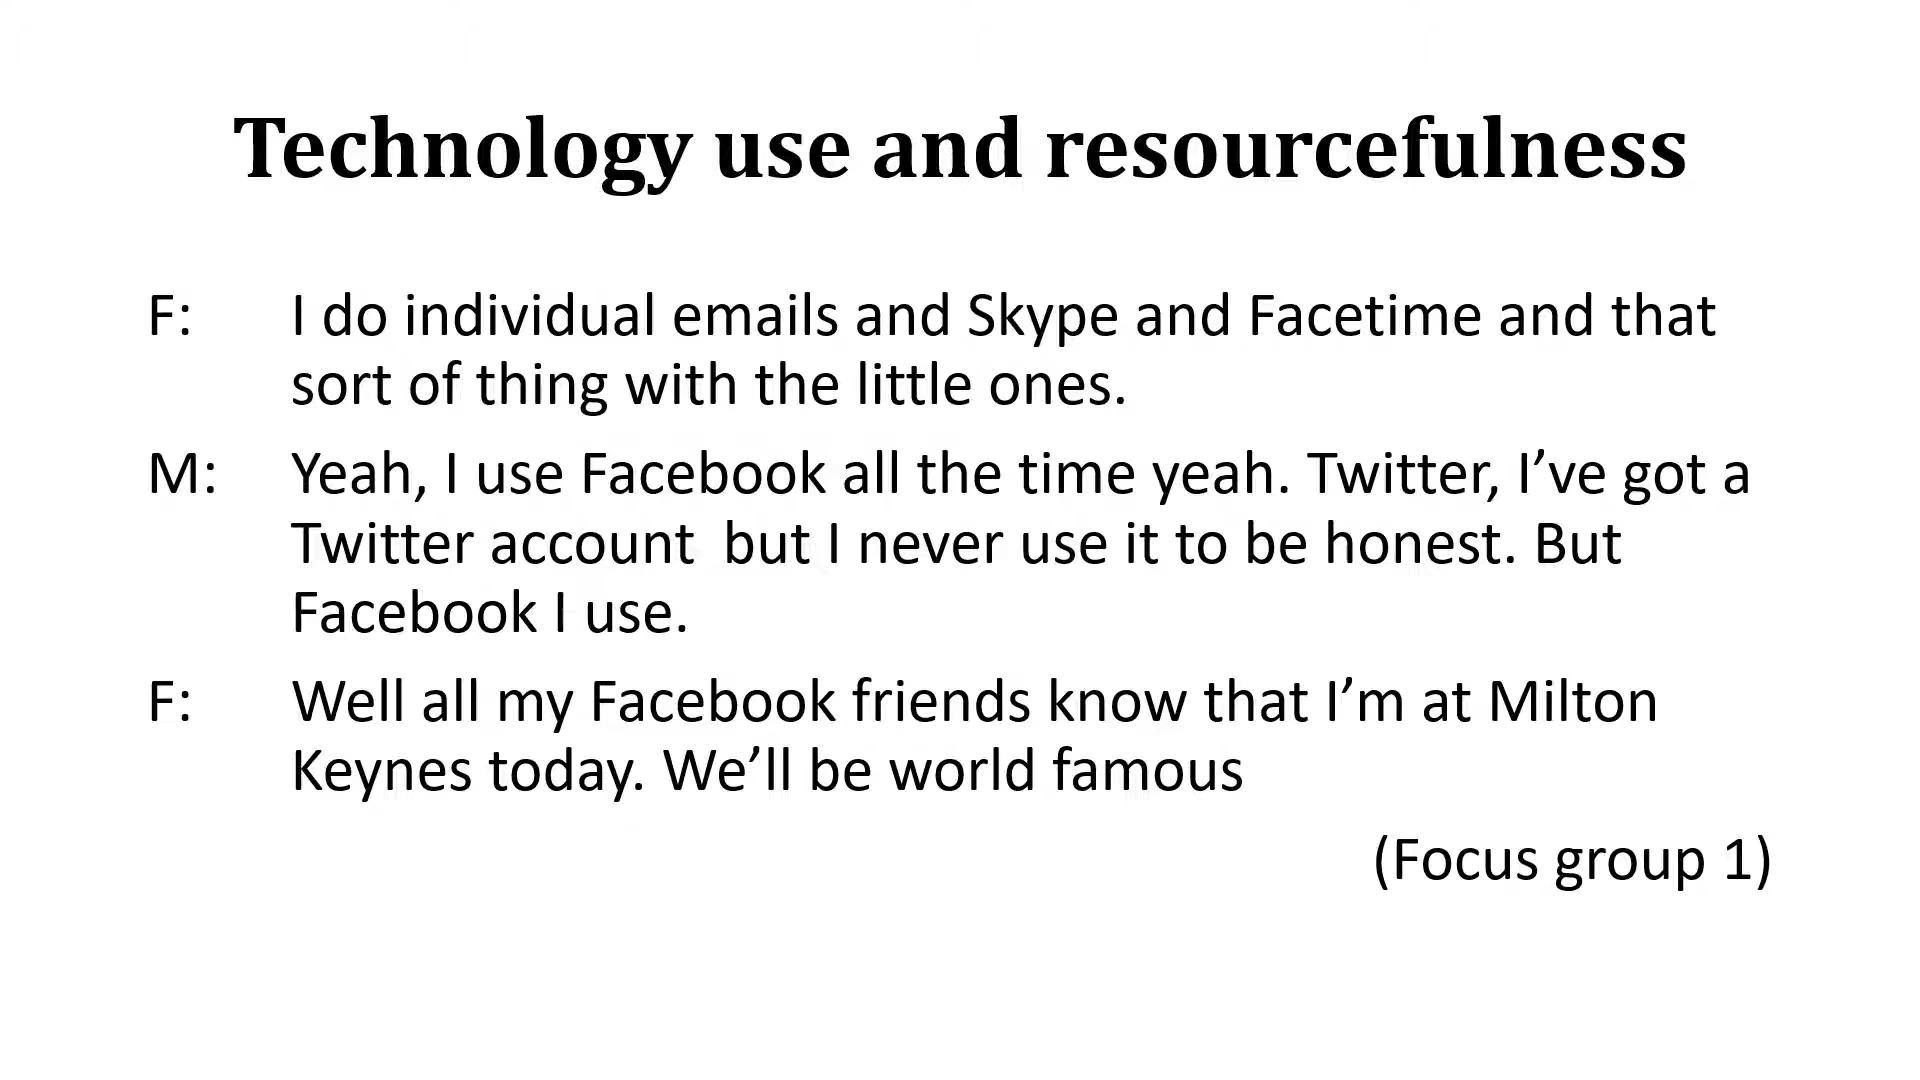 Technology use and resourcefulness
F: I do individual emails and Skype and Facetime and that
sort of thing with the little ones.
M: Yeah, I use Facebook all the time yeah. Twitter, I’ve got a
Twitter account  but I never use it to be honest. But
Facebook I use.
F: Well all my Facebook friends know that I’m at Milton
Keynes today. We’ll be world famous
(Focus group 1)